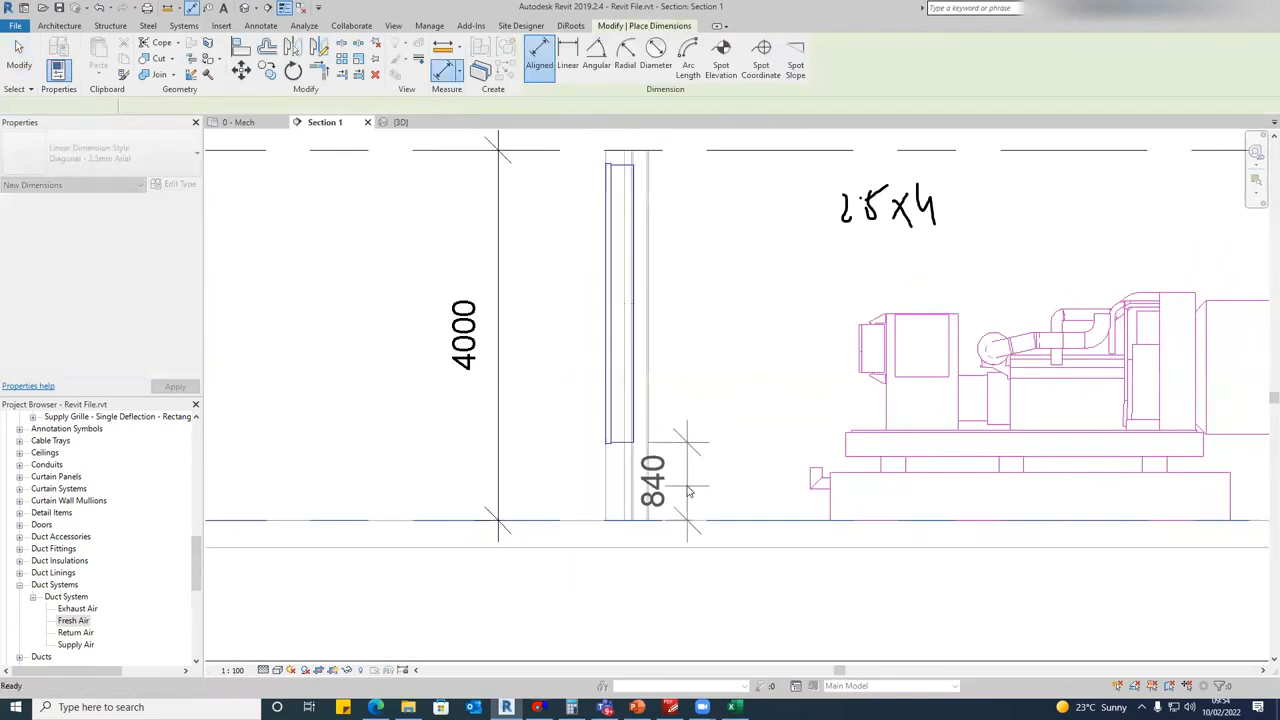 Autodesk Revit 2019.2.4 - Revit File.rvt - Section: Section 1
Type a keyword or phrase
File Architecture Structure Steel Systems Insert Annotate Analyze Massing & Site Collaborate View Manage Add-Ins Site Designer DiRoots Modify | Place Dimensions
Modify Paste Cope Cut Join Aligned Linear Angular Radial Diameter Arc Length Spot Elevation Spot Coordinate Spot Slope
Select Properties Clipboard Geometry Modify View Measure Create Dimension
Properties
Linear Dimension Style
Diagonal - 2.5mm Arial
New Dimensions Edit Type
Properties help Apply
Project Browser - Revit File.rvt
Supply Grille - Single Deflection - Rectang
Annotation Symbols
Cable Trays
Ceilings
Conduits
Curtain Panels
Curtain Systems
Curtain Wall Mullions
Detail Items
Doors
Duct Accessories
Duct Fittings
Duct Insulations
Duct Linings
Duct Systems
Duct System
Exhaust Air
Fresh Air
Return Air
Supply Air
Ducts
0 - Mech Section 1 {3D}
2.5x4
4000
840
1 : 100
Ready :0 Main Model :0
Type here to search 23°C Sunny 09:54
10/02/2022